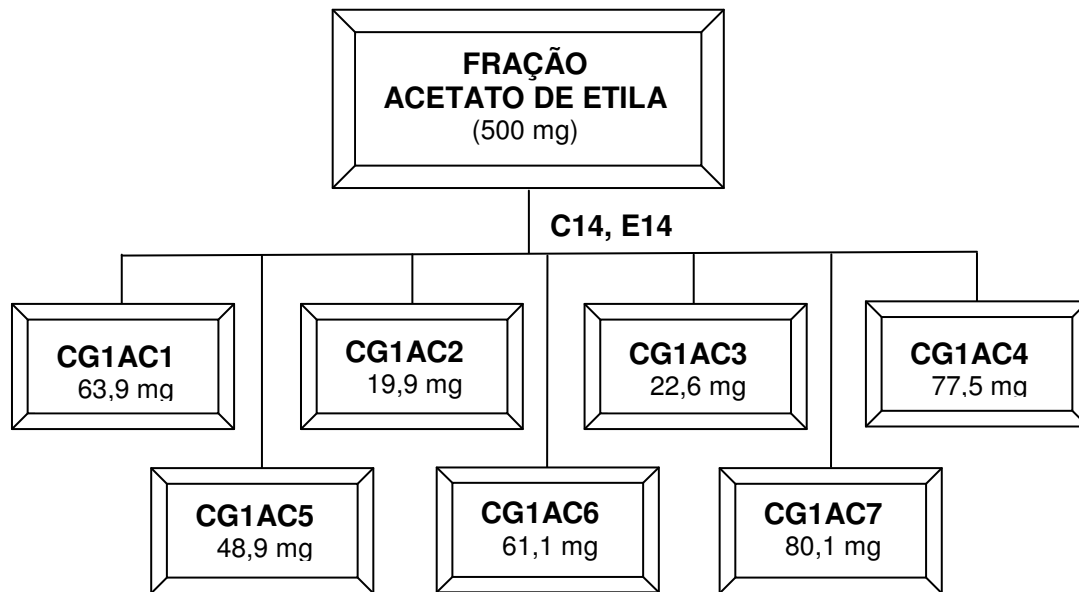 FRAÇÃO
ACETATO DE ETILA
(500 mg)
C14, E14
CG1AC1
63,9 mg
CG1AC2
19,9 mg
CG1AC3
22,6 mg
CG1AC4
77,5 mg
CG1AC5
48,9 mg
CG1AC6
61,1 mg
CG1AC7
80,1 mg